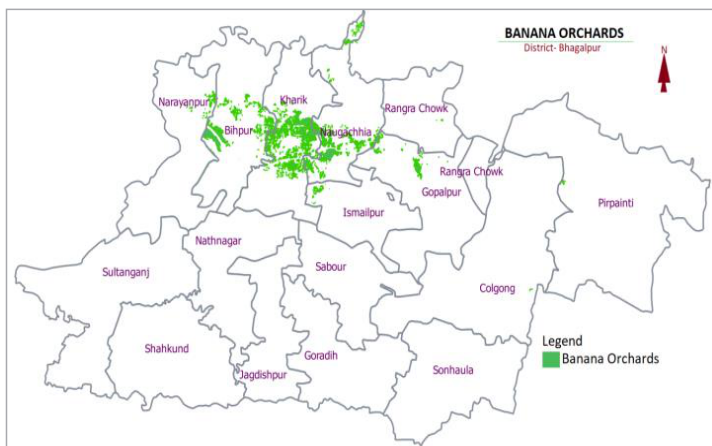 BANANA ORCHARDS
District- Bhagalpur
N
Narayanpur
Kharik
Rangra Chowk
Bihpur
Naugachhia
Rangra Chowk
Gopalpur
Pirpainti
Ismailpur
Nathnagar
Sultanganj
Sabour
Colgong
Legend
Banana Orchards
Shahkund
Goradih
Jagdishpur
Sonhaula